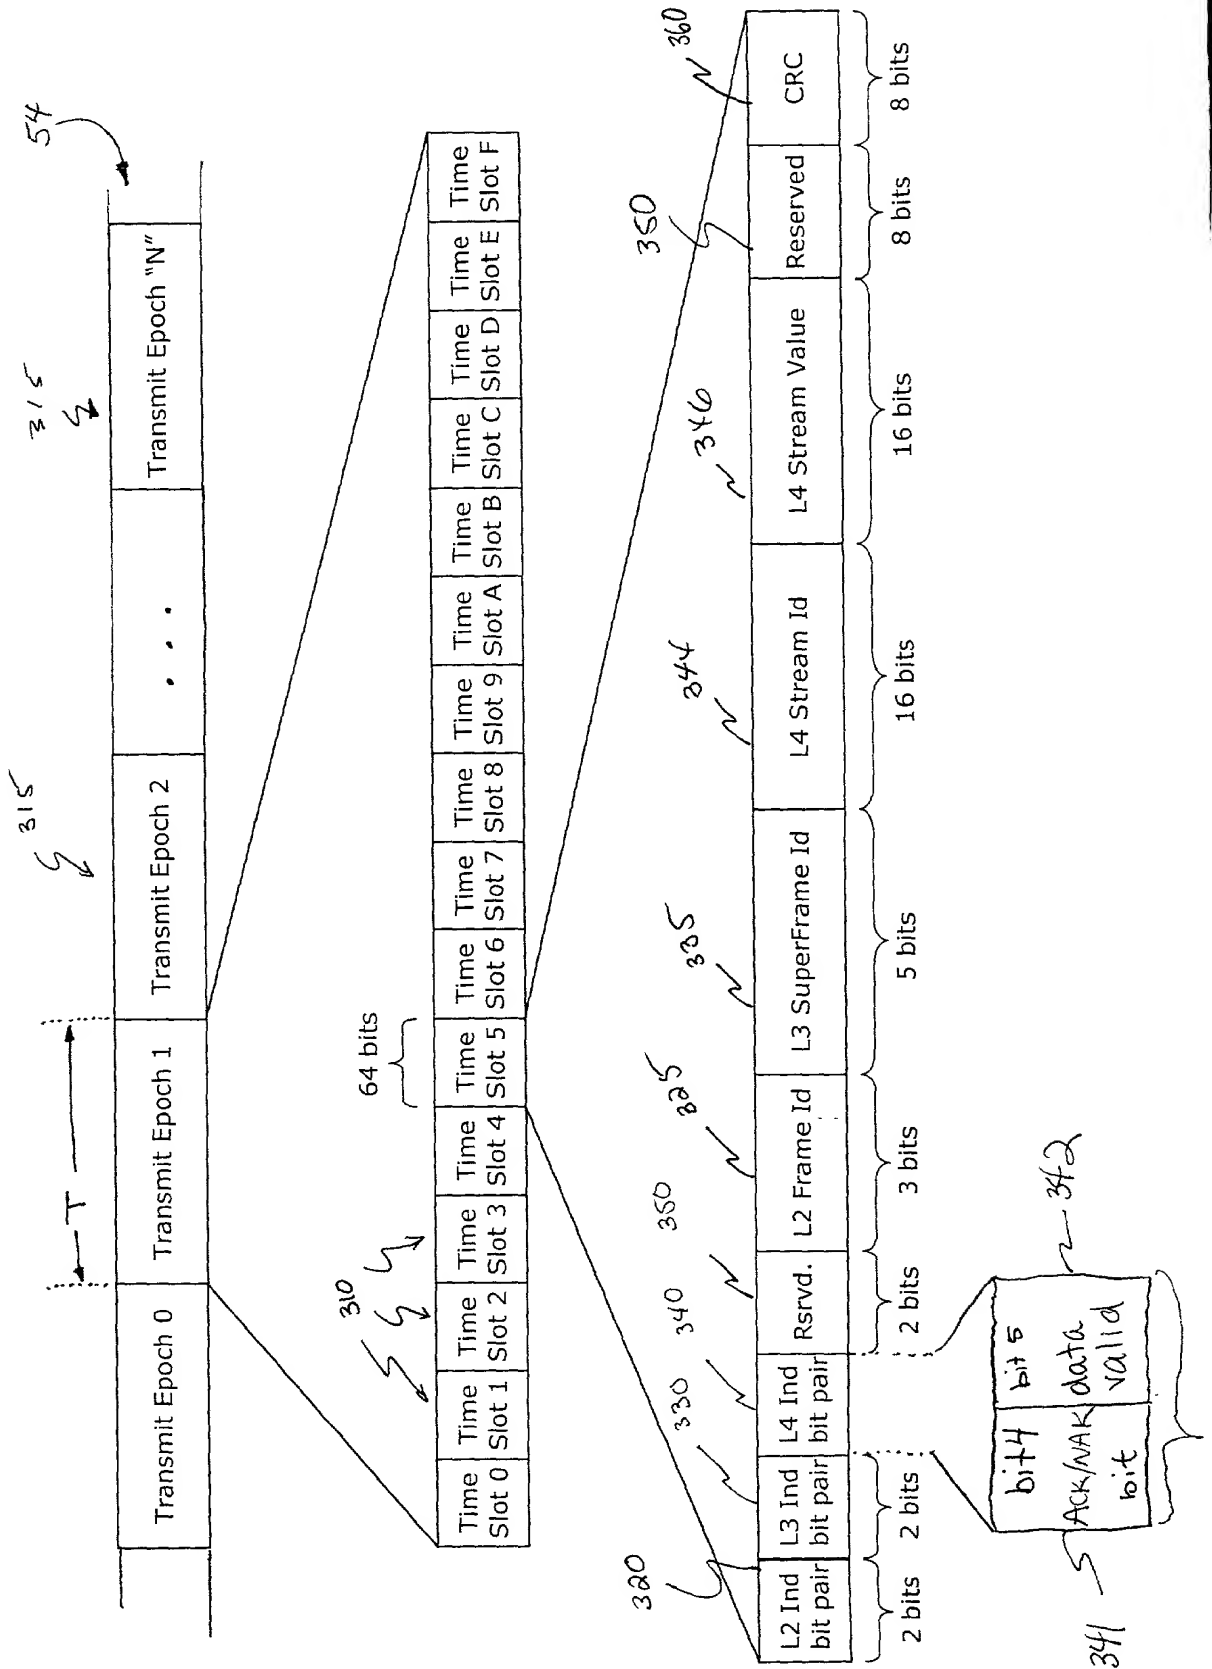 54
315
315
T
Transmit Epoch 0
Transmit Epoch 1
Transmit Epoch 2
• • •
Transmit Epoch "N"
64 bits
310
Time Slot 0
Time Slot 1
Time Slot 2
Time Slot 3
Time Slot 4
Time Slot 5
Time Slot 6
Time Slot 7
Time Slot 8
Time Slot 9
Time Slot A
Time Slot B
Time Slot C
Time Slot D
Time Slot E
Time Slot F
320
330
340
350
325
335
344
346
350
360
L2 Ind bit pair
L3 Ind bit pair
L4 Ind bit pair
Rsrvd.
L2 Frame Id
L3 SuperFrame Id
L4 Stream Id
L4 Stream Value
Reserved
CRC
2 bits
2 bits
2 bits
3 bits
5 bits
16 bits
16 bits
8 bits
8 bits
bit 4
ACK/NAK
bit
bit 5
data
valid
341
342